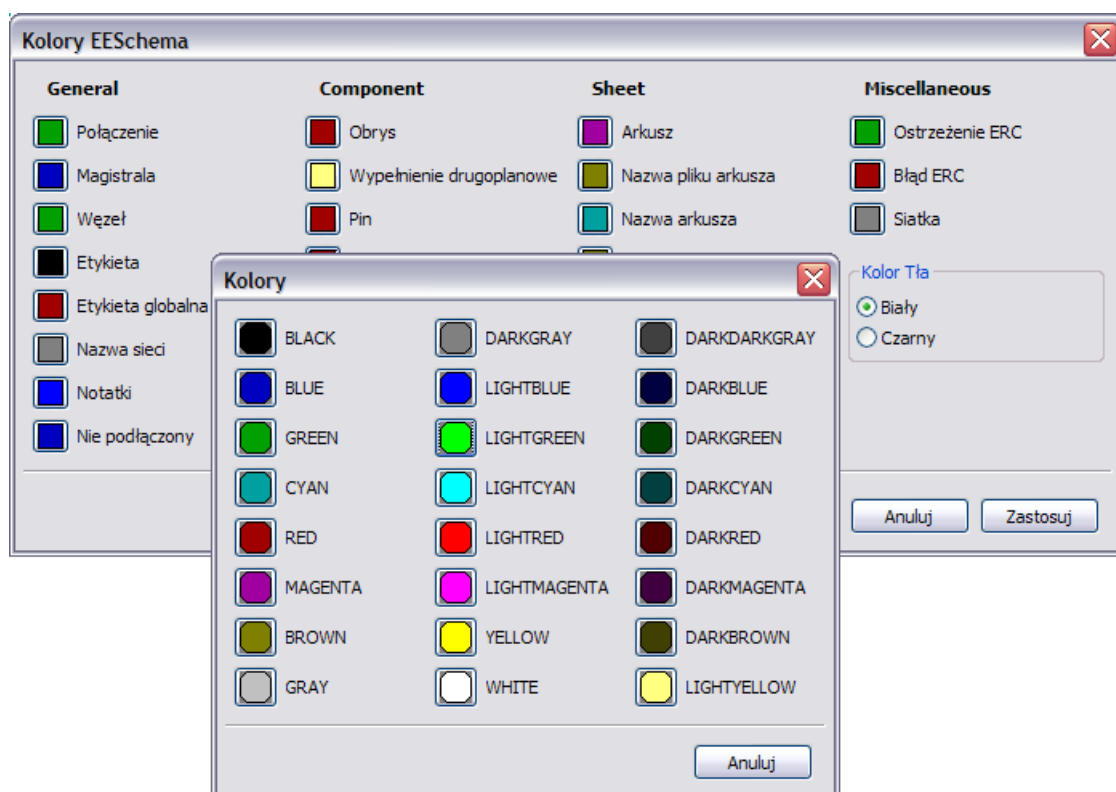 Kolory EESchema
General
Component
Sheet
Miscellaneous
Połączenie
Obrys
Arkusz
Ostrzeżenie ERC
Magistrala
Wypełnienie drugoplanowe
Nazwa pliku arkusza
Błąd ERC
Węzeł
Pin
Nazwa arkusza
Siatka
Etykieta
Etykieta globalna
Nazwa sieci
Notatki
Nie podłączony
Kolor Tła
Biały
Czarny
Anuluj
Zastosuj
Kolory
BLACK
DARKGRAY
DARKDARKGRAY
BLUE
LIGHTBLUE
DARKBLUE
GREEN
LIGHTGREEN
DARKGREEN
CYAN
LIGHTCYAN
DARKCYAN
RED
LIGHTRED
DARKRED
MAGENTA
LIGHTMAGENTA
DARKMAGENTA
BROWN
YELLOW
DARKBROWN
GRAY
WHITE
LIGHTYELLOW
Anuluj